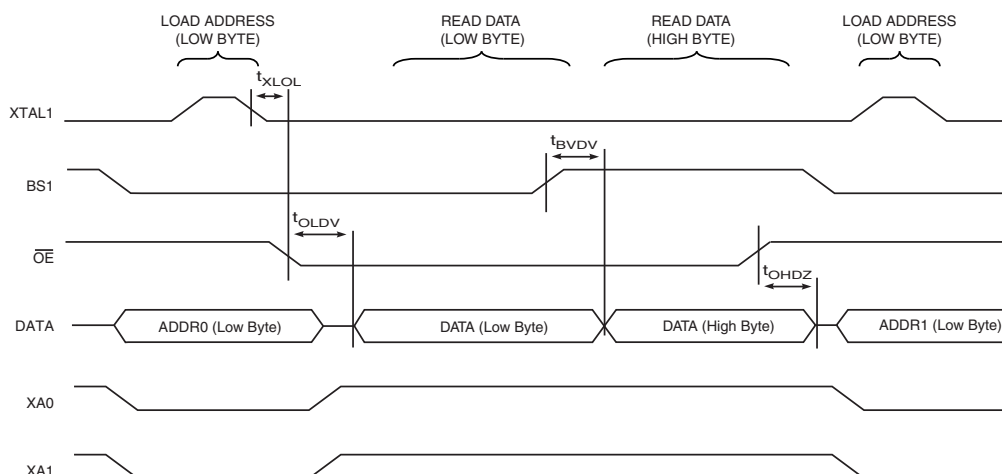 LOAD ADDRESS
(LOW BYTE)
READ DATA
(LOW BYTE)
READ DATA
(HIGH BYTE)
LOAD ADDRESS
(LOW BYTE)
tXLOL
XTAL1
tBVDV
BS1
tOLDV
OE
tOHDZ
DATA
ADDR0 (Low Byte)
DATA (Low Byte)
DATA (High Byte)
ADDR1 (Low Byte)
XA0
XA1